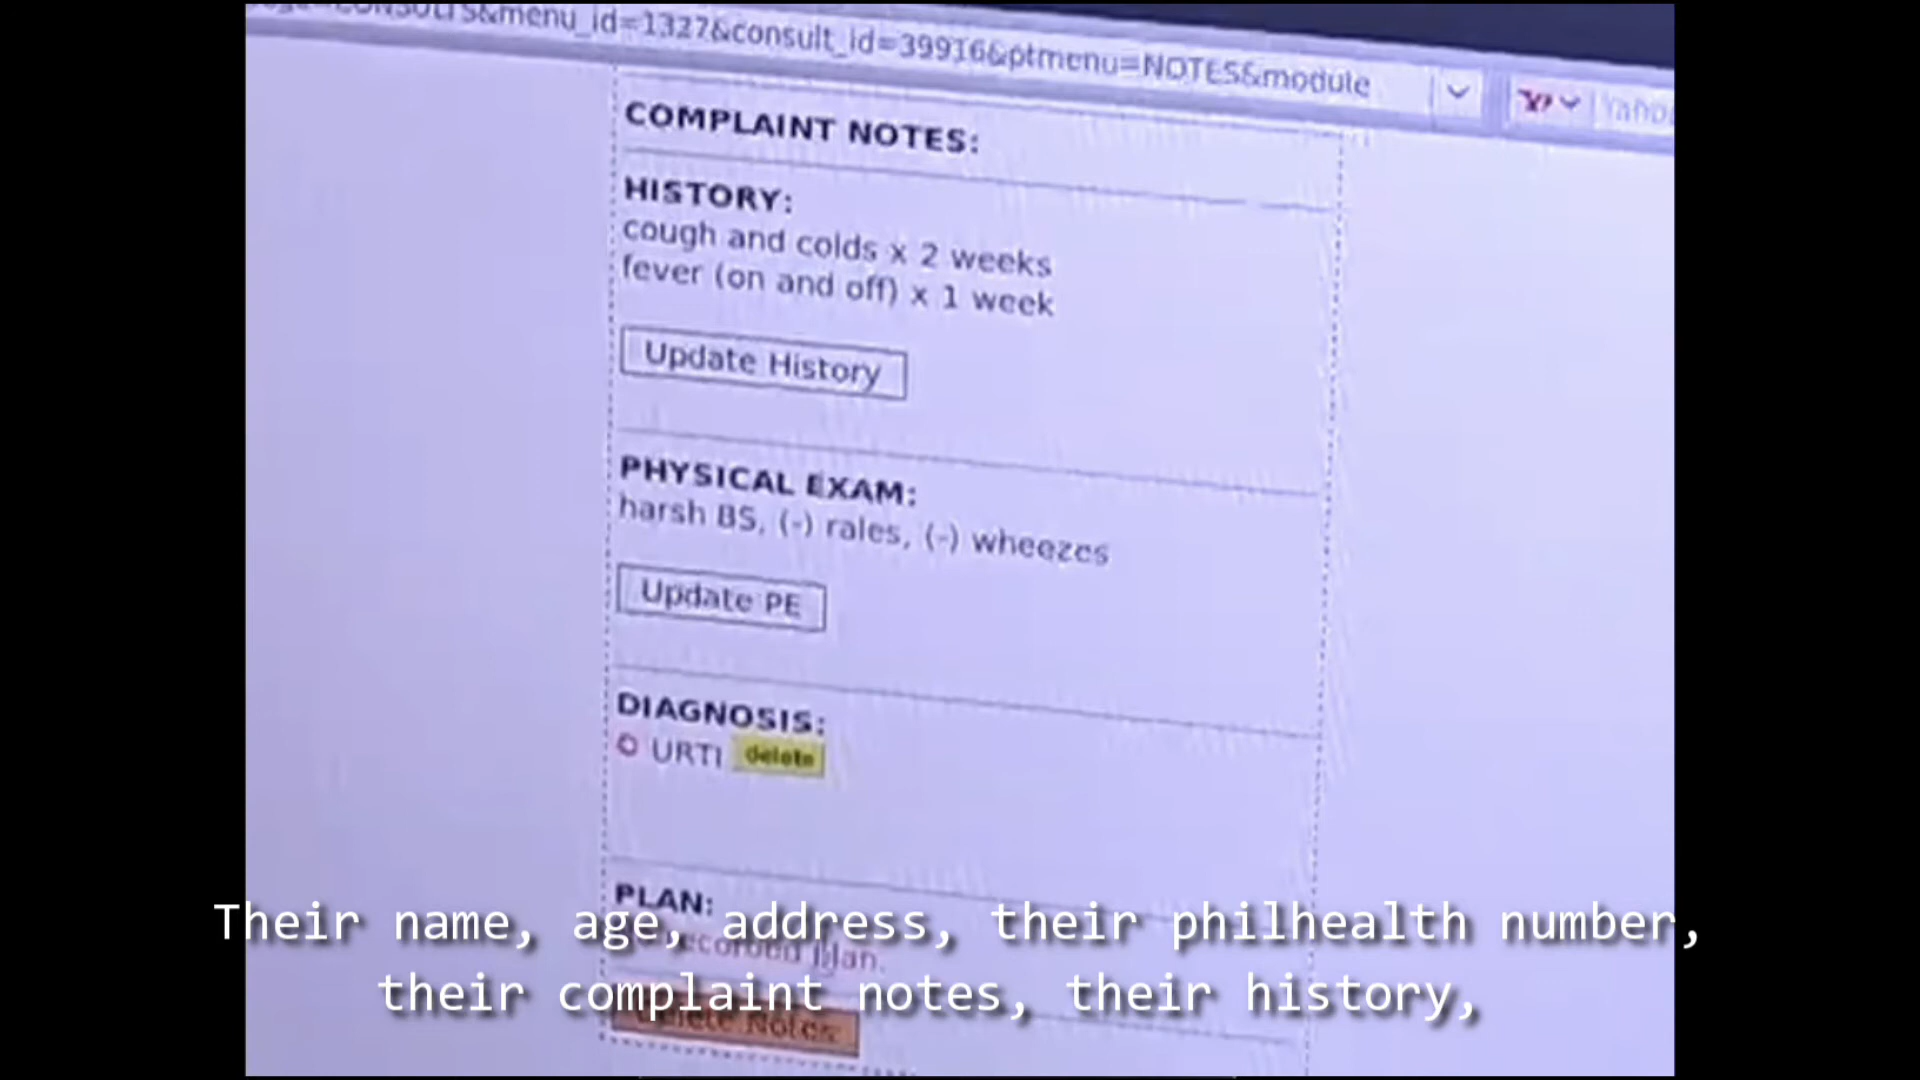 &menu_id=1327&consult_id=39916&ptmenu=NOTES&module
COMPLAINT NOTES:
HISTORY:
cough and colds x 2 weeks
fever (on and off) x 1 week
Update History
PHYSICAL EXAM:
harsh BS, (-) rales, (-) wheezes
Update PE
DIAGNOSIS:
URTI delete
PLAN:
Their name, age, address, their philhealth number,
their complaint notes, their history,
Notes